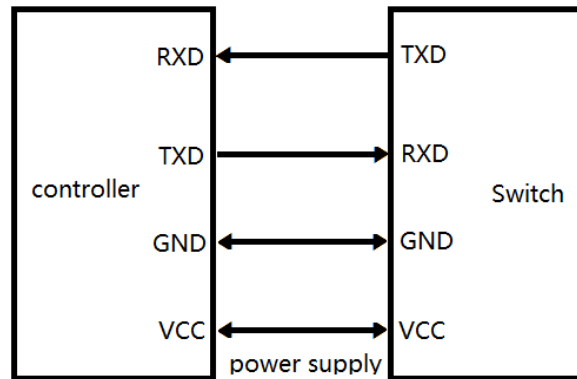 RXD TXD
TXD RXD
controller Switch
GND GND
VCC VCC
power supply